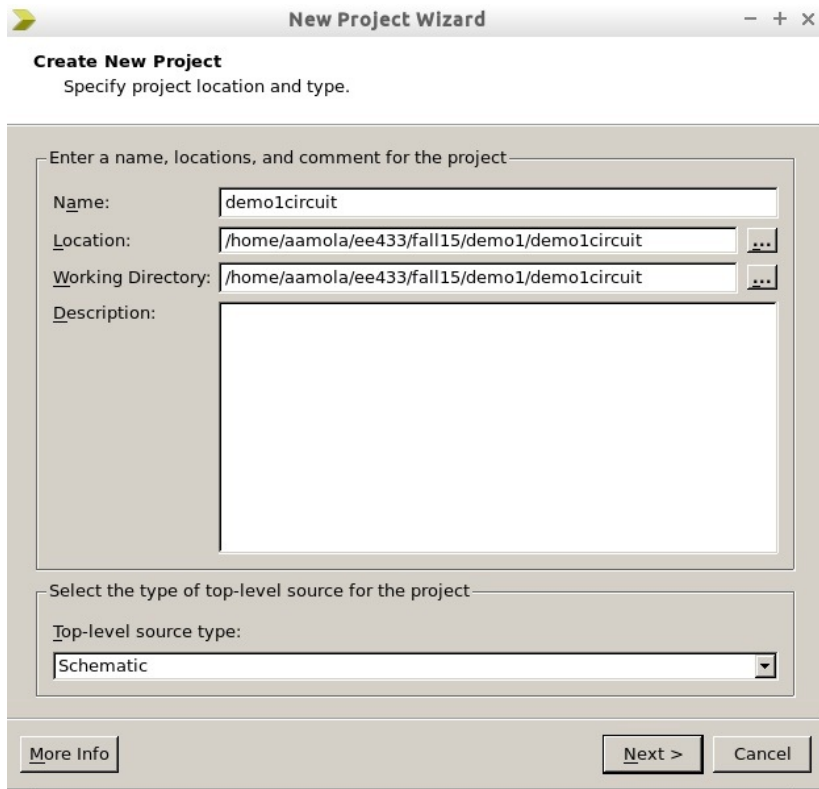 New Project Wizard
Create New Project
Specify project location and type.
Enter a name, locations, and comment for the project
Name: demo1circuit
Location: /home/aamola/ee433/fall15/demo1/demo1circuit ...
Working Directory: /home/aamola/ee433/fall15/demo1/demo1circuit ...
Description:
Select the type of top-level source for the project
Top-level source type:
Schematic
More Info Next > Cancel